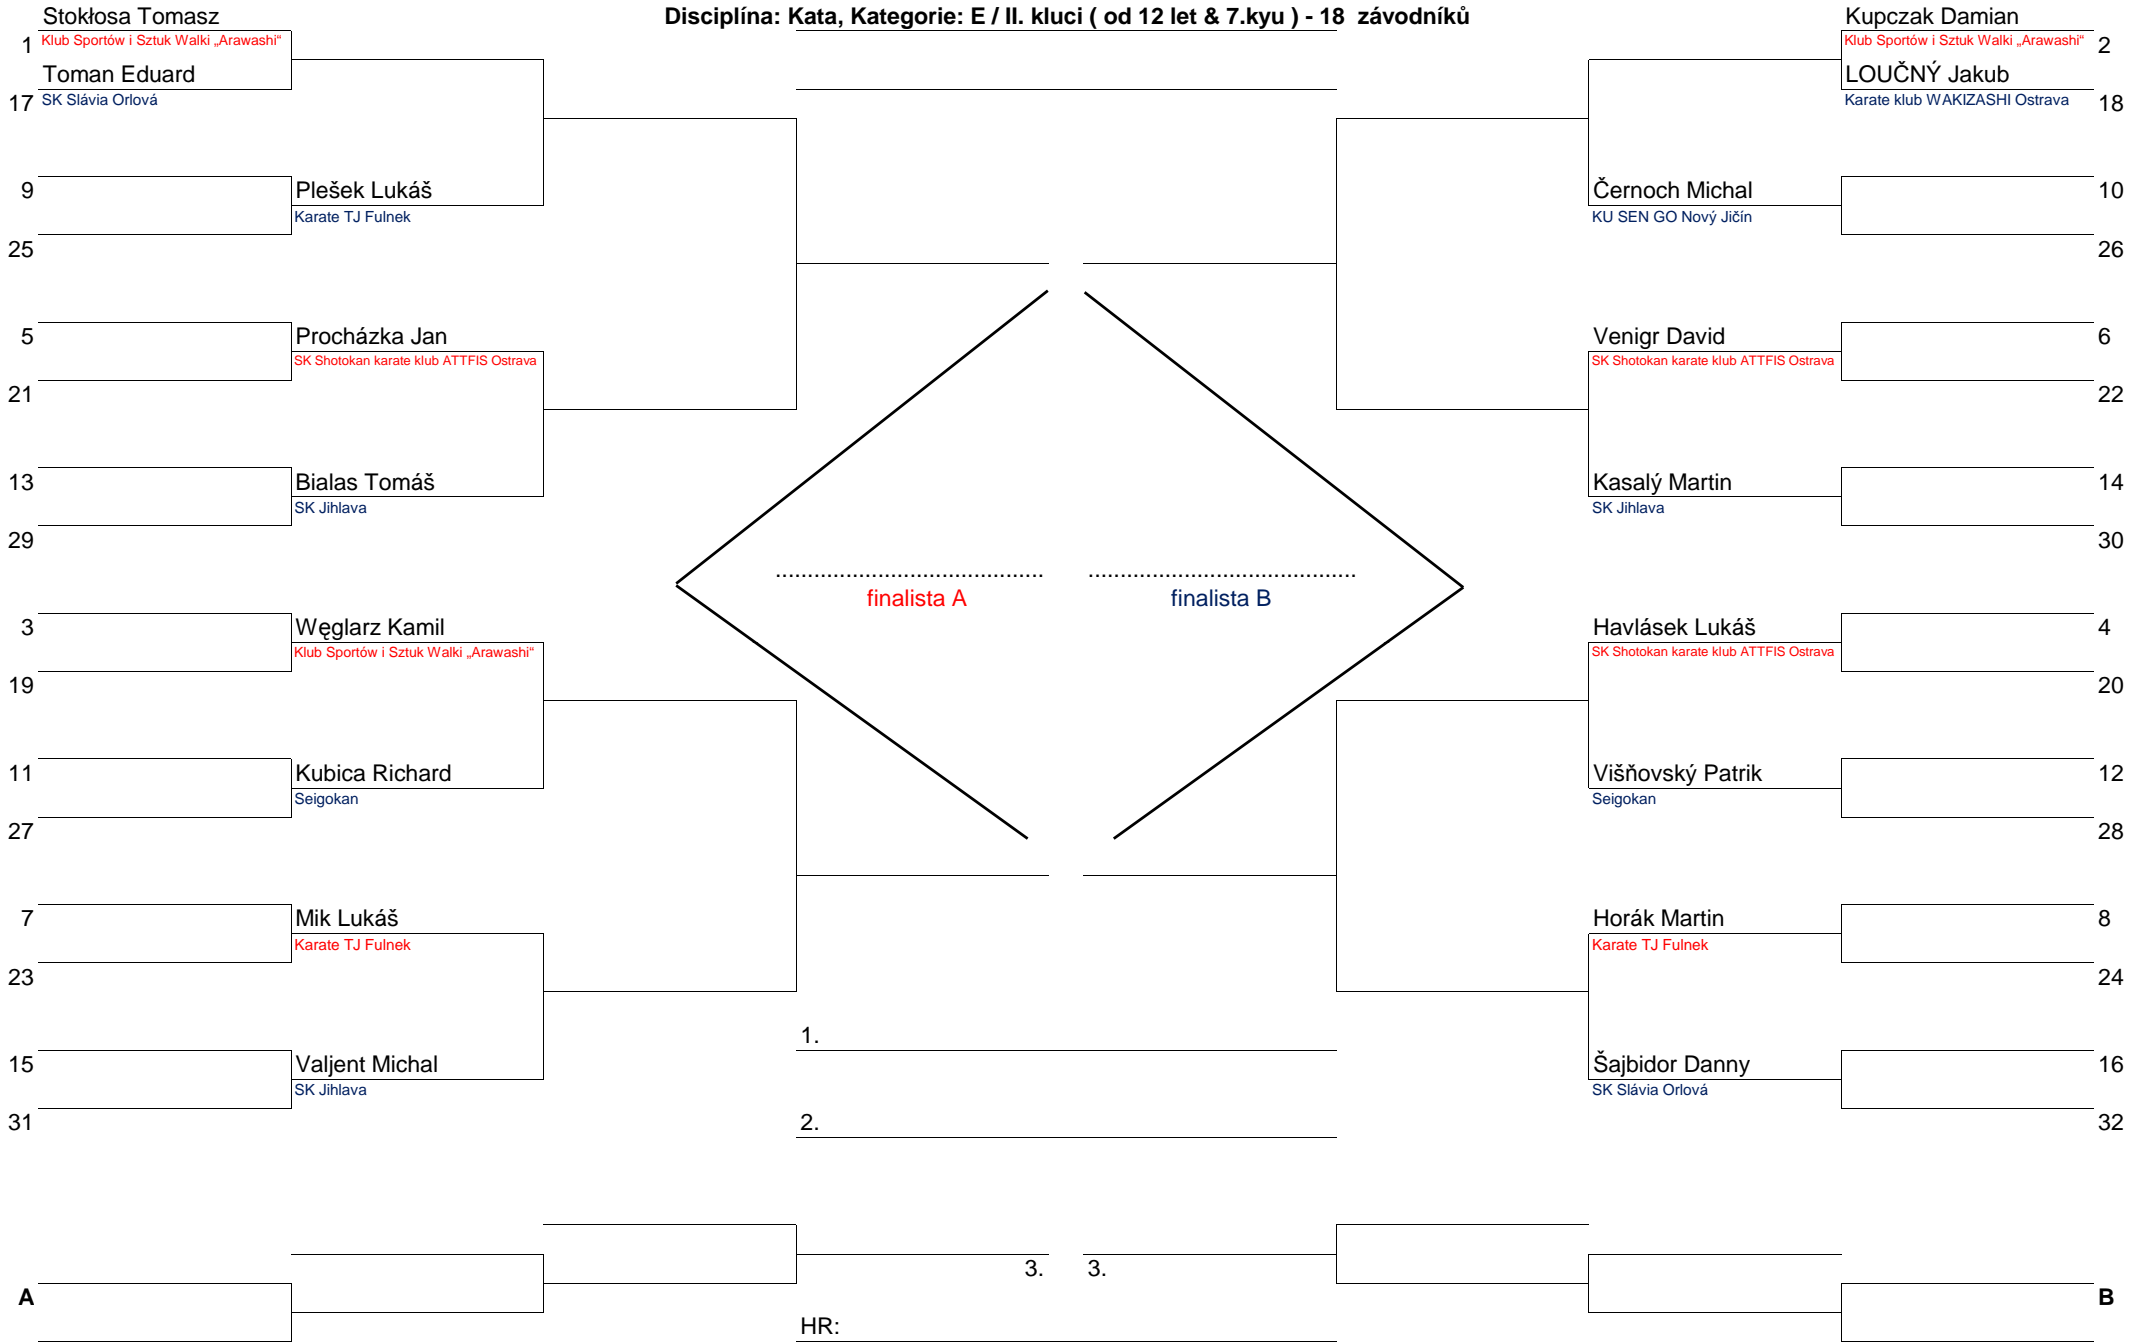 Disciplína: Kata, Kategorie: E / II. kluci ( od 12 let & 7.kyu ) - 18 závodníků
Stokłosa Tomasz
1
Klub Sportów i Sztuk Walki „Arawashi“
Toman Eduard
17
SK Slávia Orlová
9
Plešek Lukáš
Karate TJ Fulnek
25
5
Procházka Jan
SK Shotokan karate klub ATTFIS Ostrava
21
13
Bialas Tomáš
SK Jihlava
29
3
Węglarz Kamil
Klub Sportów i Sztuk Walki „Arawashi“
19
11
Kubica Richard
Seigokan
27
7
Mik Lukáš
Karate TJ Fulnek
23
15
Valjent Michal
SK Jihlava
31
A
finalista A
finalista B
1.
2.
3.
3.
HR:
Kupczak Damian
Klub Sportów i Sztuk Walki „Arawashi“
2
LOUČNÝ Jakub
Karate klub WAKIZASHI Ostrava
18
Černoch Michal
10
KU SEN GO Nový Jičín
26
Venigr David
6
SK Shotokan karate klub ATTFIS Ostrava
22
Kasalý Martin
14
SK Jihlava
30
Havlásek Lukáš
4
SK Shotokan karate klub ATTFIS Ostrava
20
Višňovský Patrik
12
Seigokan
28
Horák Martin
8
Karate TJ Fulnek
24
Šajbidor Danny
16
SK Slávia Orlová
32
B